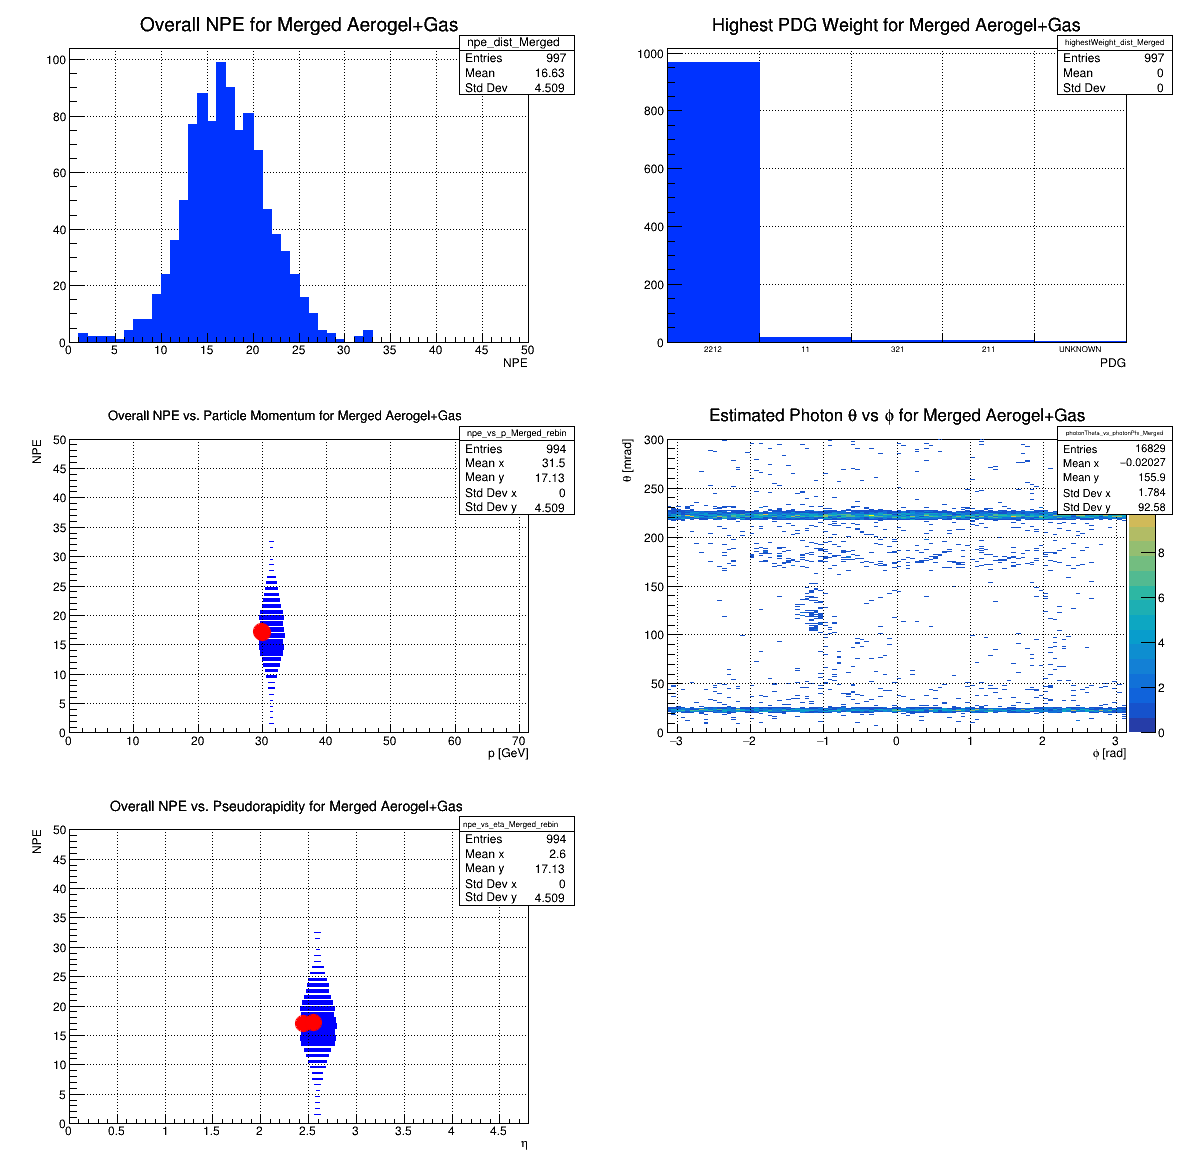 Overall NPE for Merged Aerogel+Gas
npe_dist_Merged
Entries 997
Mean 16.63
Std Dev 4.509
100
80
60
40
20
0
0 5 10 15 20 25 30 35 40 45 50
NPE
Highest PDG Weight for Merged Aerogel+Gas
highestWeight_dist_Merged
Entries 997
Mean 0
Std Dev 0
1000
800
600
400
200
0
2212 11 321 211 UNKNOWN
PDG
Overall NPE vs. Particle Momentum for Merged Aerogel+Gas
npe_vs_p_Merged_rebin
Entries 994
Mean x 31.5
Mean y 17.13
Std Dev x 0
Std Dev y 4.509
NPE
50
45
40
35
30
25
20
15
10
5
0
0 10 20 30 40 50 60 70
p [GeV]
Estimated Photon θ vs ϕ for Merged Aerogel+Gas
photonTheta_vs_photonPhi_Merged
Entries 16829
Mean x −0.02027
Mean y 155.9
Std Dev x 1.784
Std Dev y 92.58
θ [mrad]
300
250
200
150
100
50
0
−3 −2 −1 0 1 2 3
ϕ [rad]
8
6
4
2
0
Overall NPE vs. Pseudorapidity for Merged Aerogel+Gas
npe_vs_eta_Merged_rebin
Entries 994
Mean x 2.6
Mean y 17.13
Std Dev x 0
Std Dev y 4.509
NPE
50
45
40
35
30
25
20
15
10
5
0
0 0.5 1 1.5 2 2.5 3 3.5 4 4.5
η